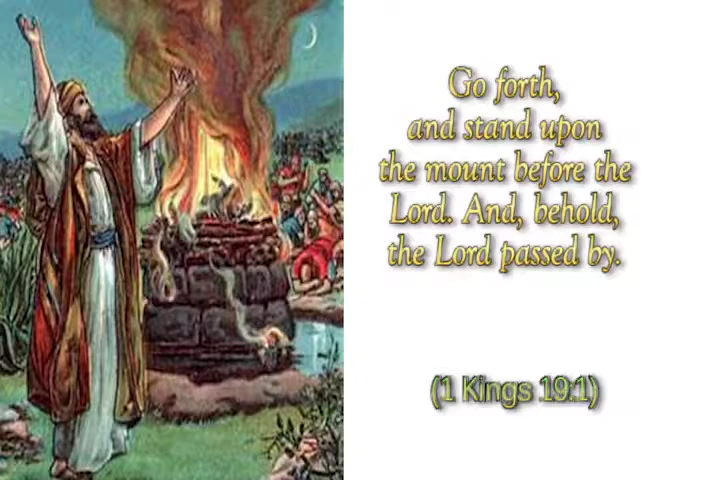 Go forth,
and stand upon
the mount before the
Lord. And, behold,
the Lord passed by.
(1 Kings 19:1)